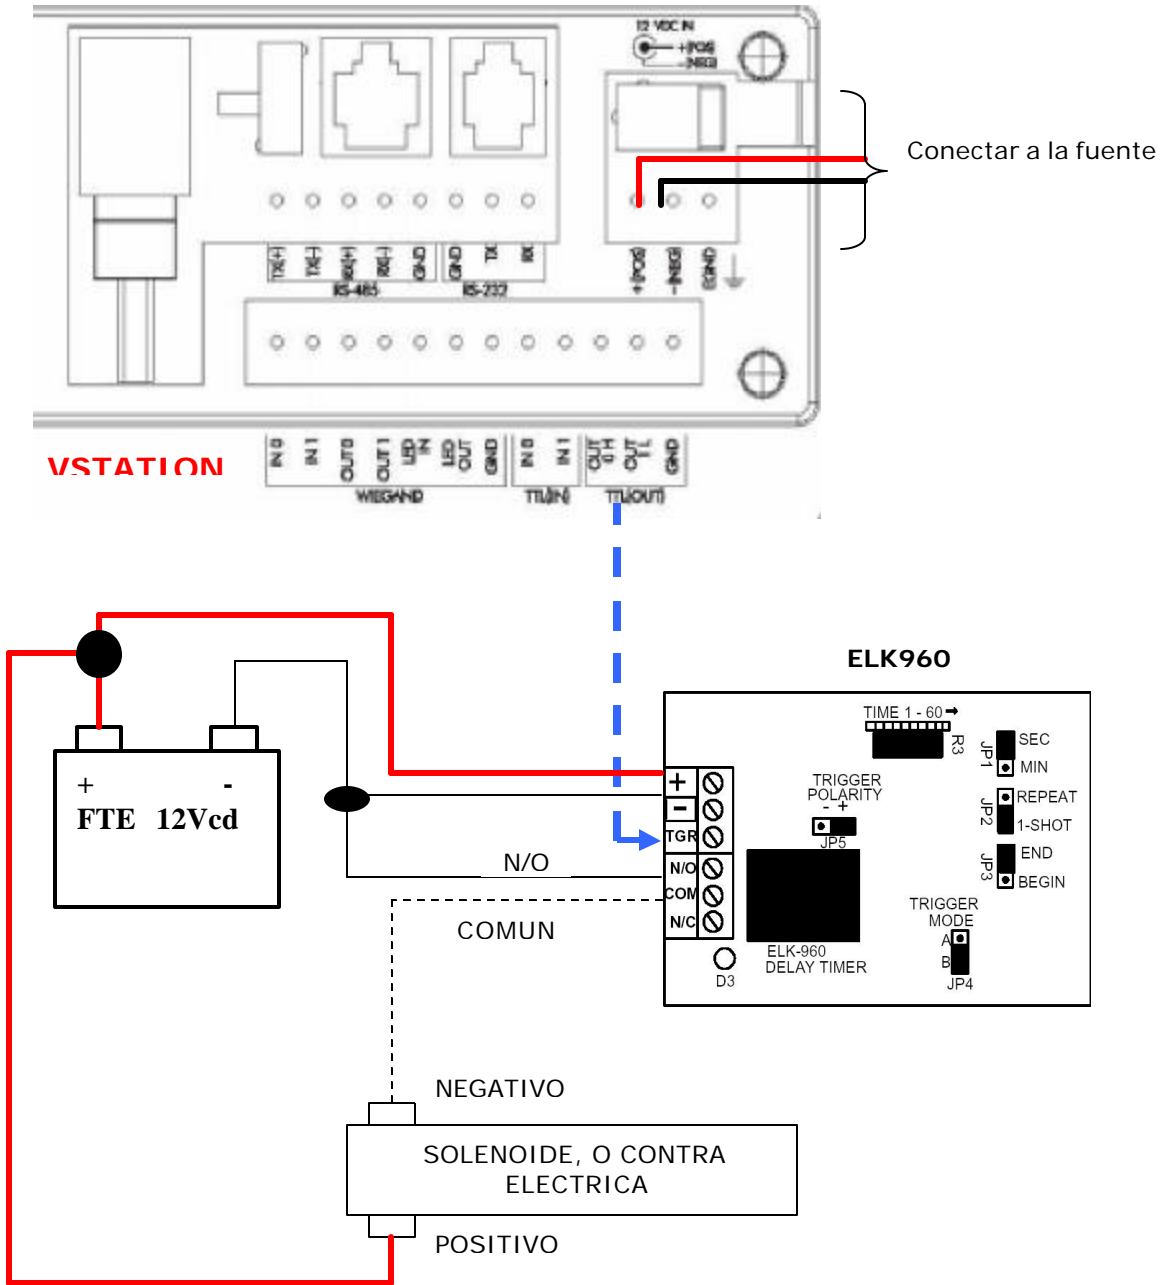 12 VDC IN
+(POS)
-(NEG)
Conectar a la fuente
TX(+)
TX(-)
RX(+)
RX(-)
GND
GND
TX
RX
+(POS)
-(NEG)
EGND
RS-485
RS-232
VSTATION
IN 0
IN 1
OUT 0
OUT 1
LED IN
LED OUT
GND
IN 0
IN 1
OUT
OUT
GND
WIEGAND
TTL(IN)
TTL(OUT)
ELK960
TIME 1 - 60
R3
JP1
SEC
MIN
TRIGGER
POLARITY
- +
JP5
JP2
REPEAT
1-SHOT
JP3
END
BEGIN
TRIGGER
MODE
A
B
JP4
+
-
TGR
N/O
COM
N/C
D3
ELK-960
DELAY TIMER
+ -
FTE 12Vcd
N/O
COMUN
NEGATIVO
SOLENOIDE, O CONTRA
ELECTRICA
POSITIVO